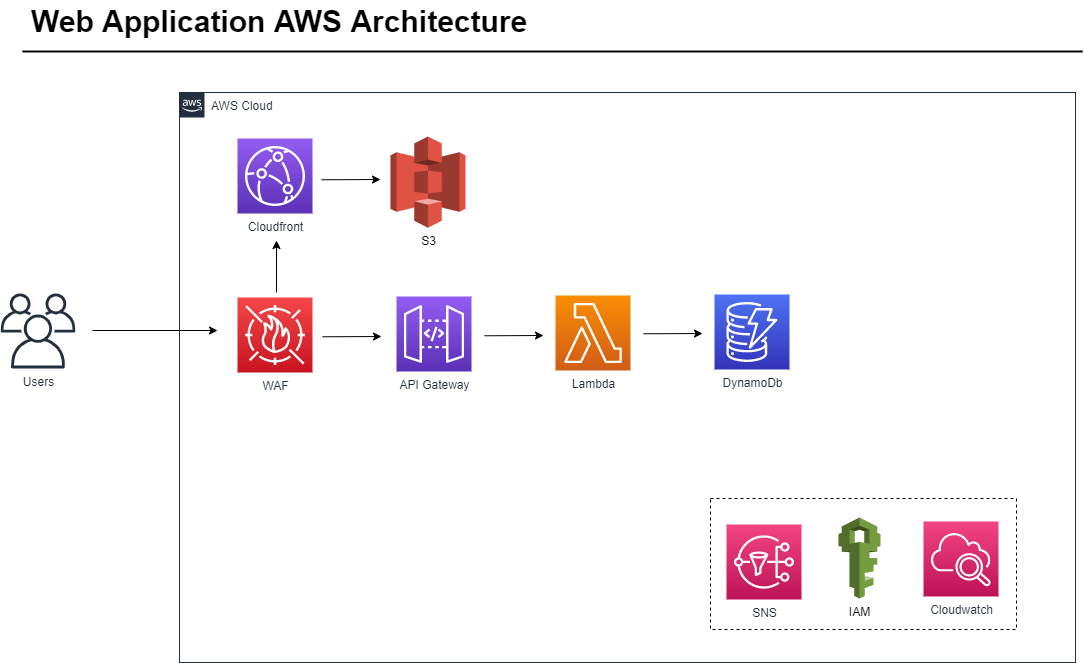 Web Application AWS Architecture
aws
AWS Cloud
Cloudfront
S3
Users
WAF
</>
API Gateway
Lambda
DynamoDb
SNS
IAM
Cloudwatch